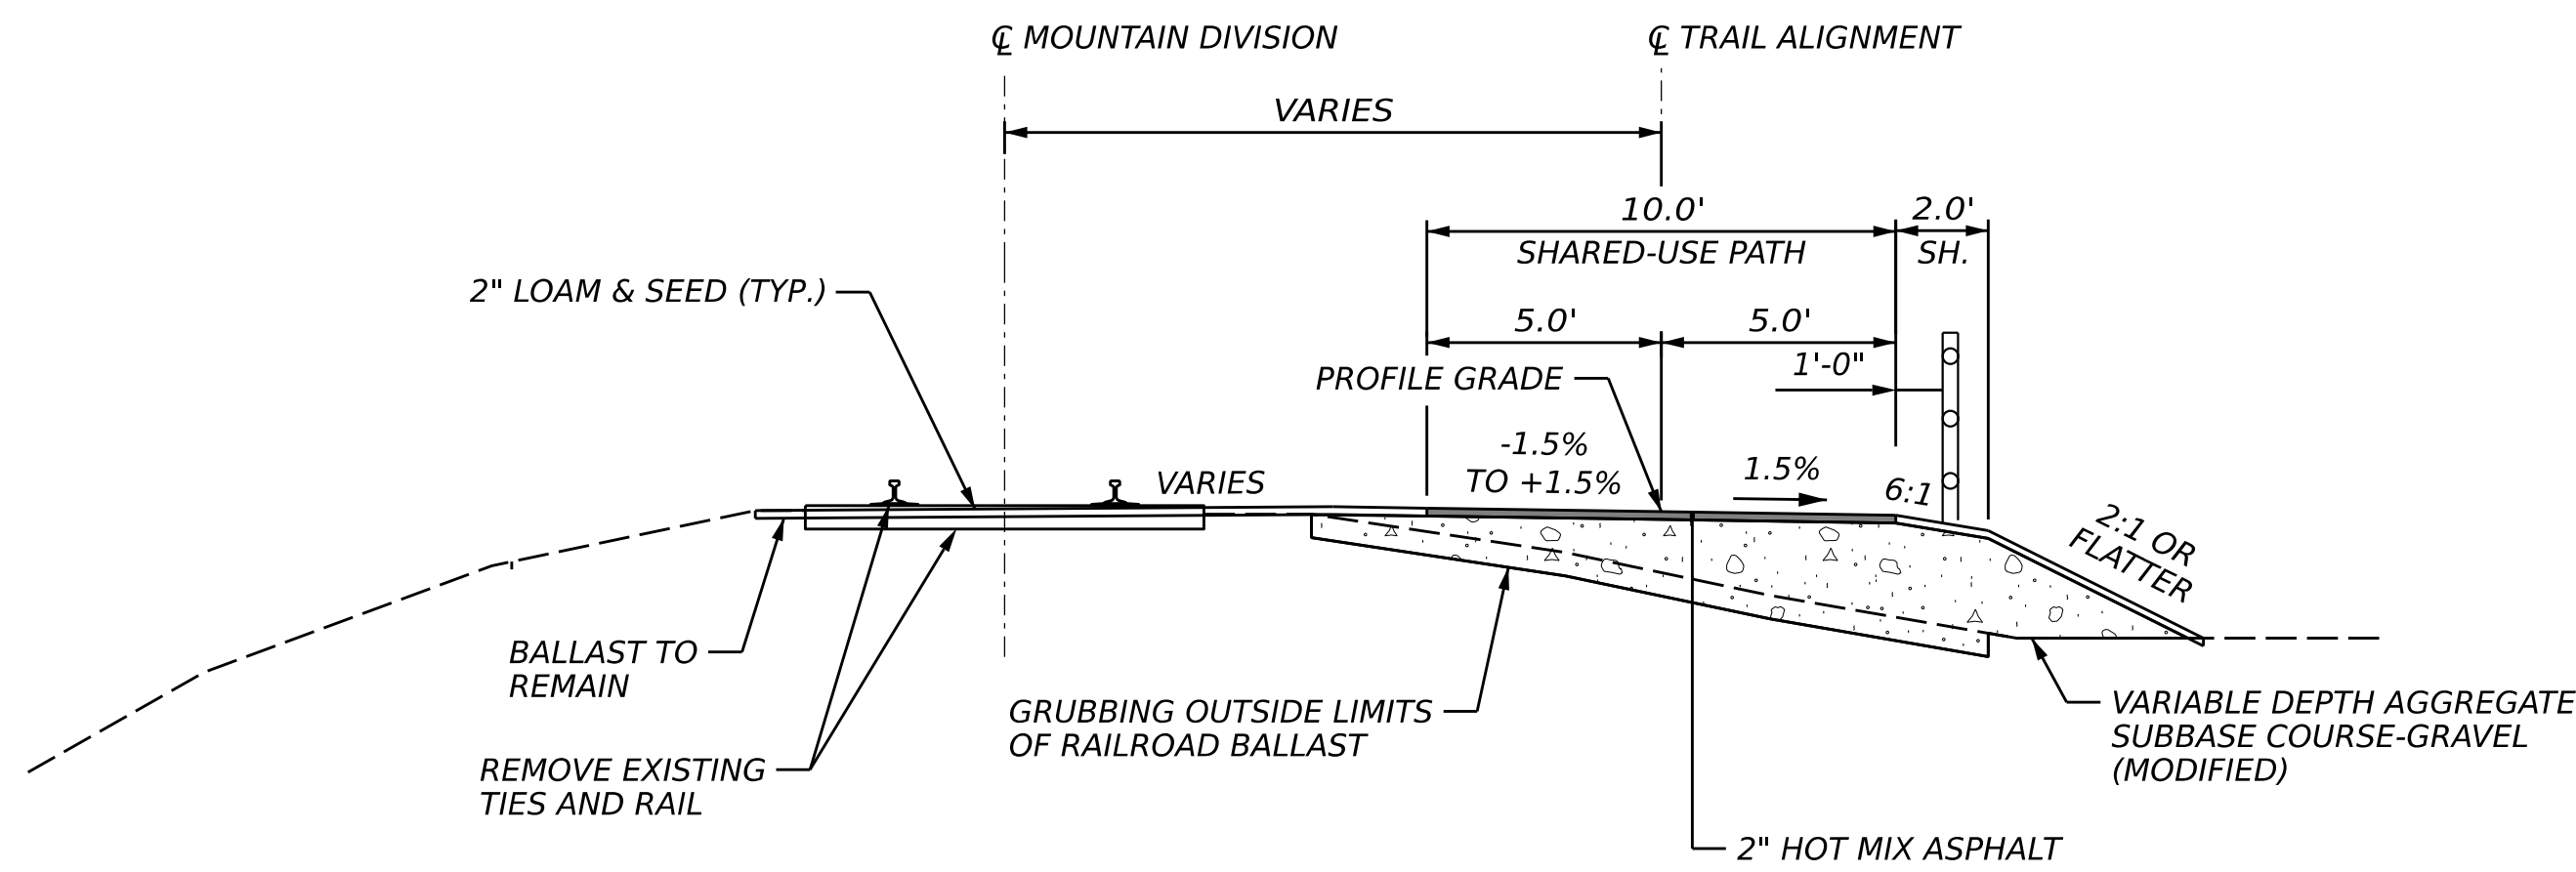 ℄ MOUNTAIN DIVISION
℄ TRAIL ALIGNMENT
VARIES
10.0'
2.0'
SHARED-USE PATH
SH.
2" LOAM & SEED (TYP.)
5.0'
5.0'
1'-0"
PROFILE GRADE
-1.5%
TO +1.5%
1.5%
VARIES
6:1
2:1 OR
FLATTER
BALLAST TO
REMAIN
GRUBBING OUTSIDE LIMITS
OF RAILROAD BALLAST
VARIABLE DEPTH AGGREGATE
SUBBASE COURSE-GRAVEL
(MODIFIED)
REMOVE EXISTING
TIES AND RAIL
2" HOT MIX ASPHALT